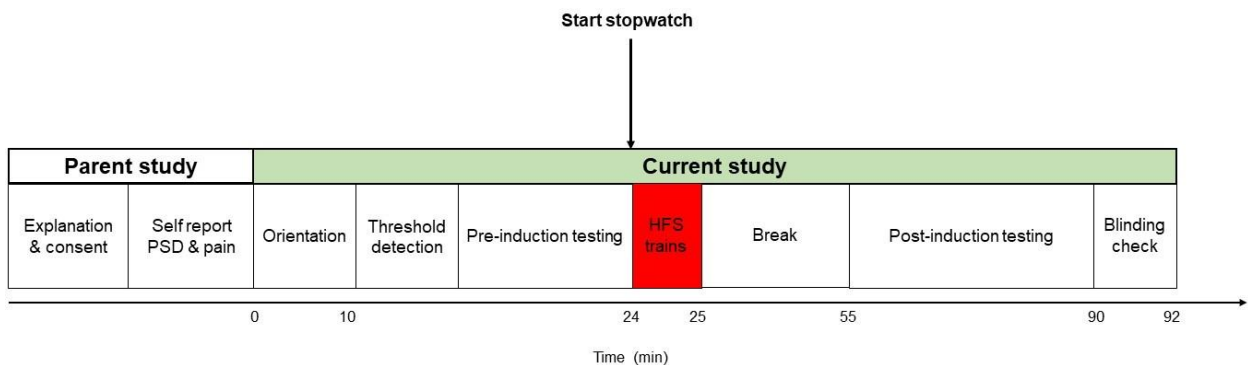 Start stopwatch
Parent study
Current study
Explanation
& consent
Self report
PSD & pain
Orientation
Threshold
detection
Pre-induction testing
HFS
trains
Break
Post-induction testing
Blinding
check
0
10
24
25
55
90
92
Time (min)